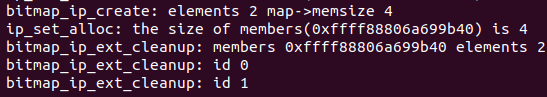 bitmap_ip_create: elements 2 map->memsize 4
ip_set_alloc: the size of members(0xffff88806a699b40) is 4
bitmap_ip_ext_cleanup: members 0xffff88806a699b40 elements 2
bitmap_ip_ext_cleanup: id 0
bitmap_ip_ext_cleanup: id 1